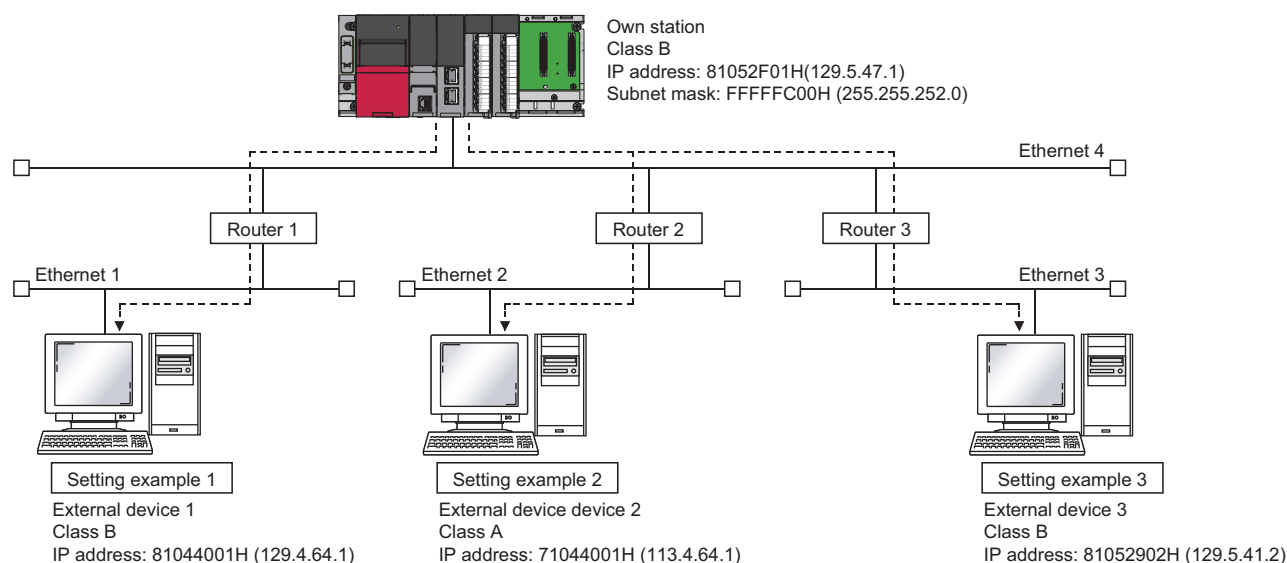 Own station
Class B
IP address: 81052F01H(129.5.47.1)
Subnet mask: FFFFFC00H (255.255.252.0)
Ethernet 4
Router 1
Router 2
Router 3
Ethernet 1
Ethernet 2
Ethernet 3
Setting example 1
External device 1
Class B
IP address: 81044001H (129.4.64.1)
Setting example 2
External device device 2
Class A
IP address: 71044001H (113.4.64.1)
Setting example 3
External device 3
Class B
IP address: 81052902H (129.5.41.2)